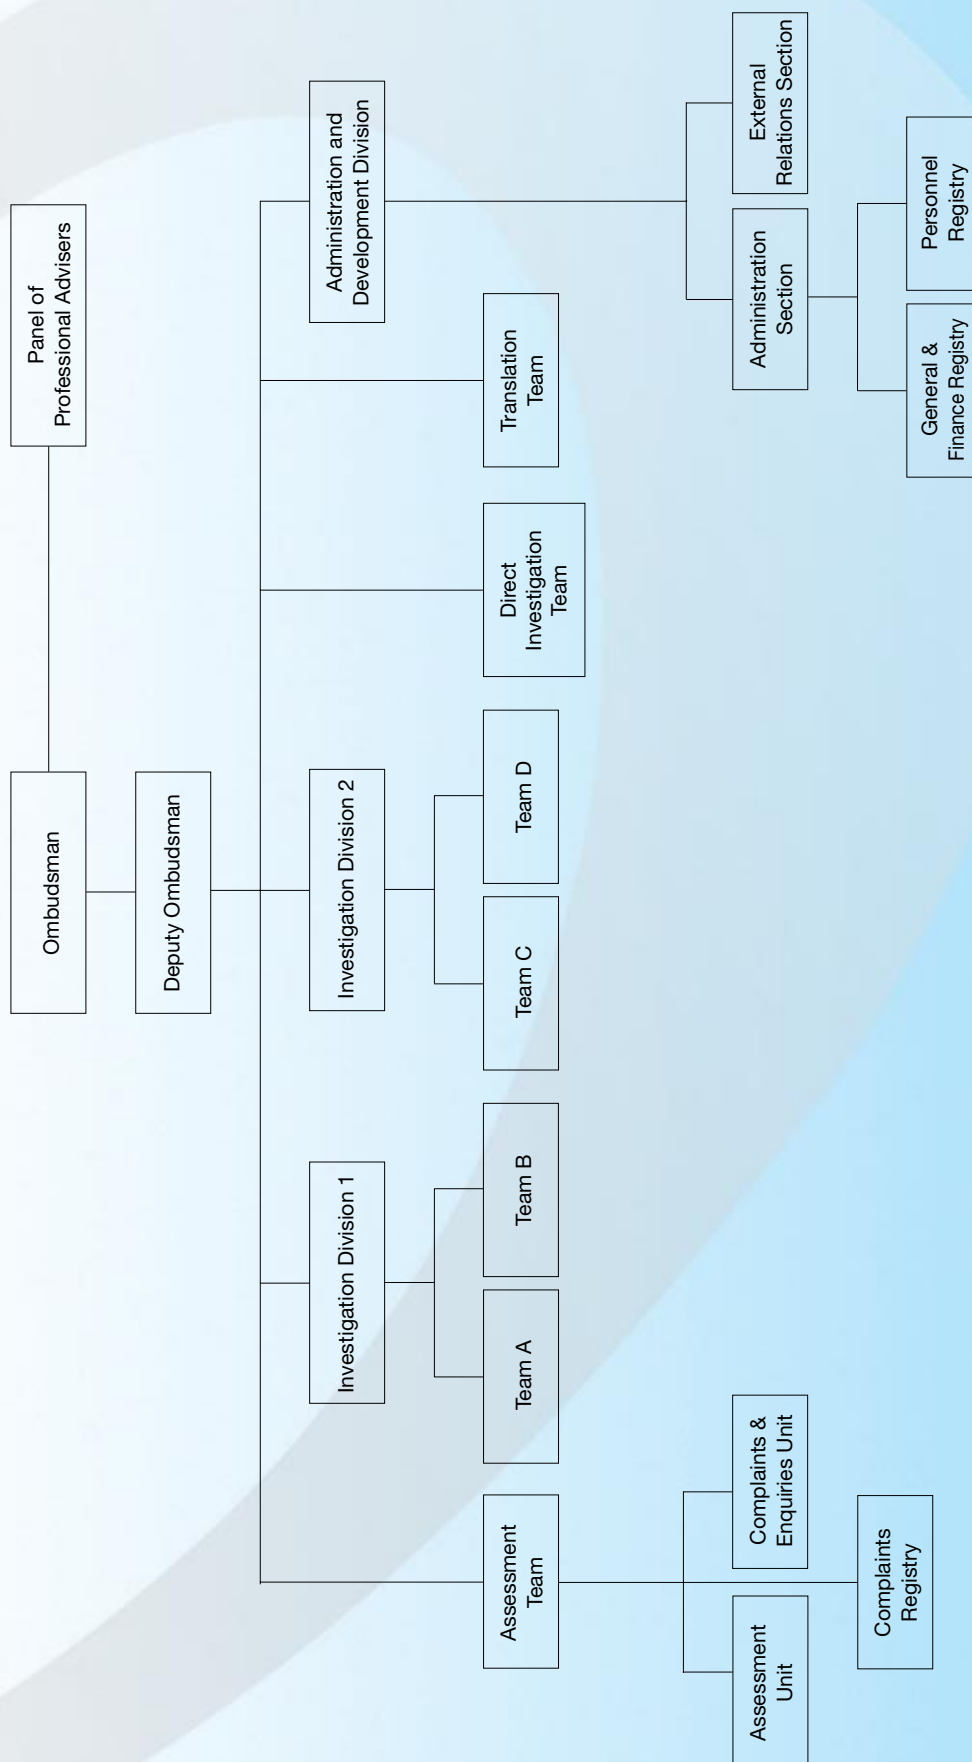 Ombudsman
Panel of
Professional Advisers
Deputy Ombudsman
Investigation Division 1
Investigation Division 2
Administration and
Development Division
Assessment
Team
Team A
Team B
Team C
Team D
Direct
Investigation
Team
Translation
Team
Assessment
Unit
Complaints &
Enquiries Unit
Administration
Section
External
Relations Section
Complaints
Registry
General &
Finance Registry
Personnel
Registry